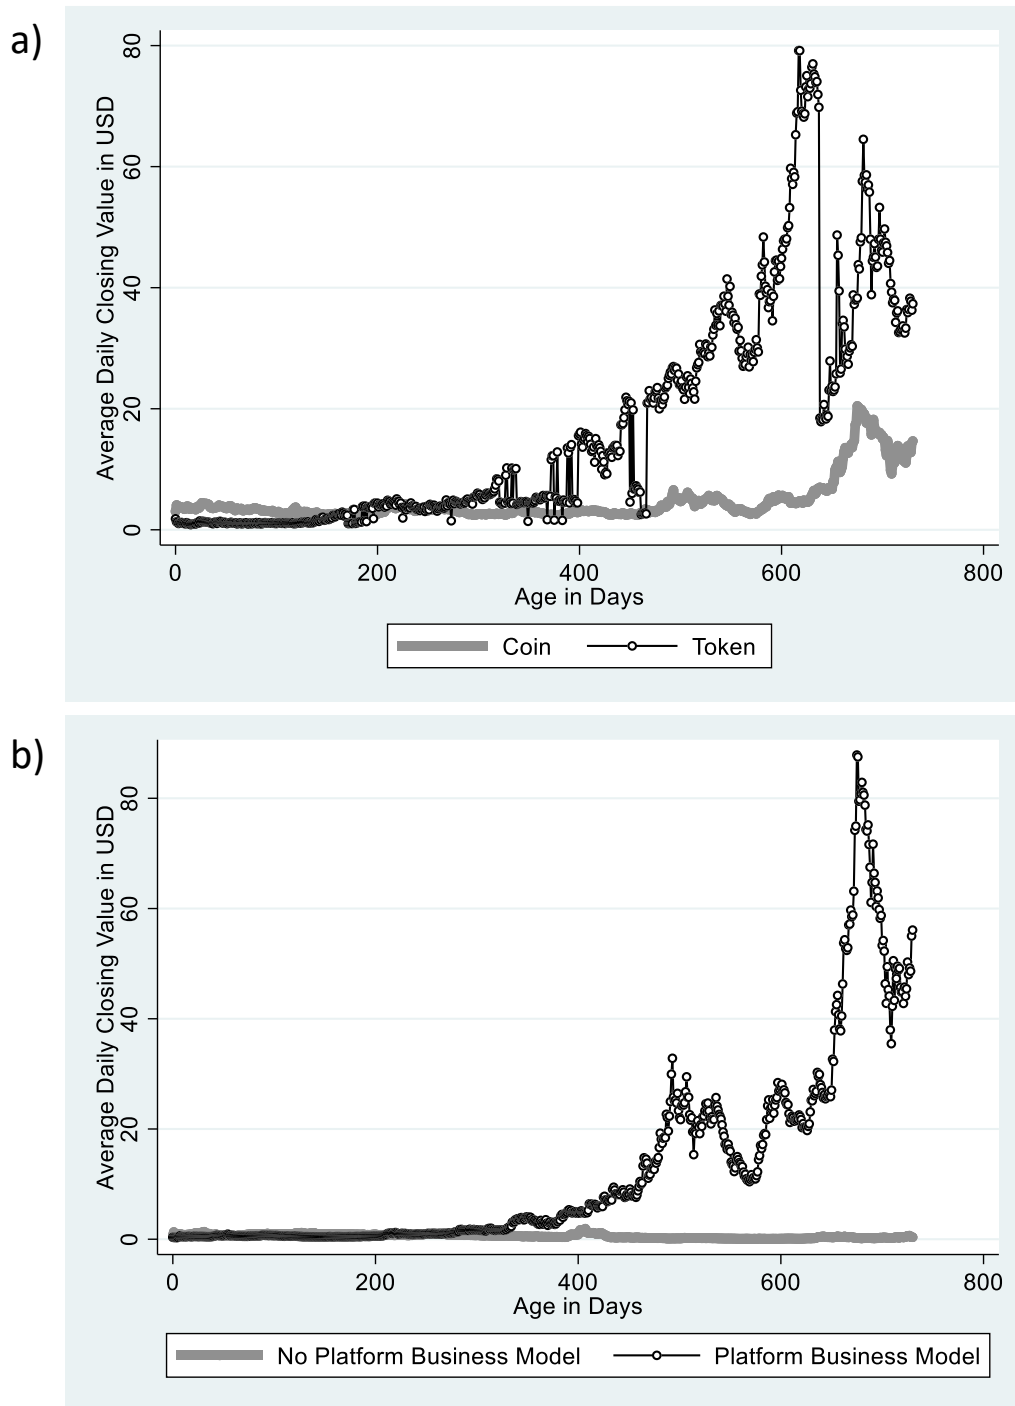 a)
Average Daily Closing Value in USD
80
60
40
20
0
0 200 400 600 800
Age in Days
Coin Token
b)
Average Daily Closing Value in USD
80
60
40
20
0
0 200 400 600 800
Age in Days
No Platform Business Model Platform Business Model